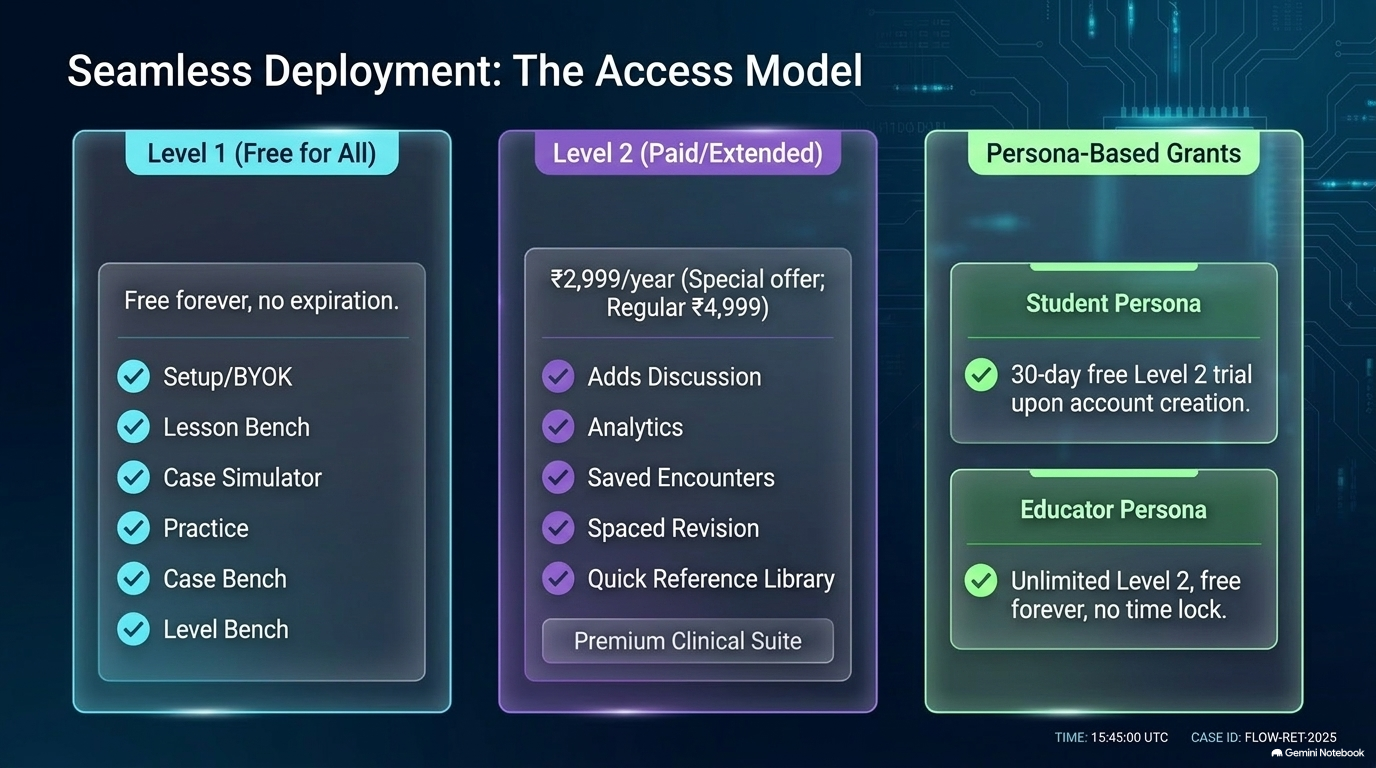 Seamless Deployment: The Access Model
Level 1 (Free for All)
Free forever, no expiration.
Setup/BYOK
Lesson Bench
Case Simulator
Practice
Case Bench
Level Bench
Level 2 (Paid/Extended)
₹2,999/year (Special offer;
Regular ₹4,999)
Adds Discussion
Analytics
Saved Encounters
Spaced Revision
Quick Reference Library
Premium Clinical Suite
Persona-Based Grants
Student Persona
30-day free Level 2 trial
upon account creation.
Educator Persona
Unlimited Level 2, free
forever, no time lock.
TIME: 15:45:00 UTC CASE ID: FLOW-RET-2025
Gemini Notebook